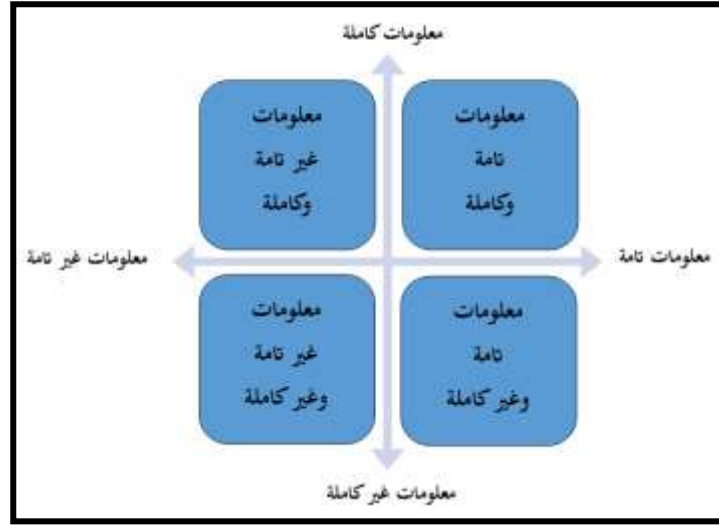 معلومات كاملة
معلومات
تامة
وكاملة
معلومات
غير تامة
وكاملة
معلومات تامة
معلومات غير تامة
معلومات
تامة
وغير كاملة
معلومات
غير تامة
وغير كاملة
معلومات غير كاملة